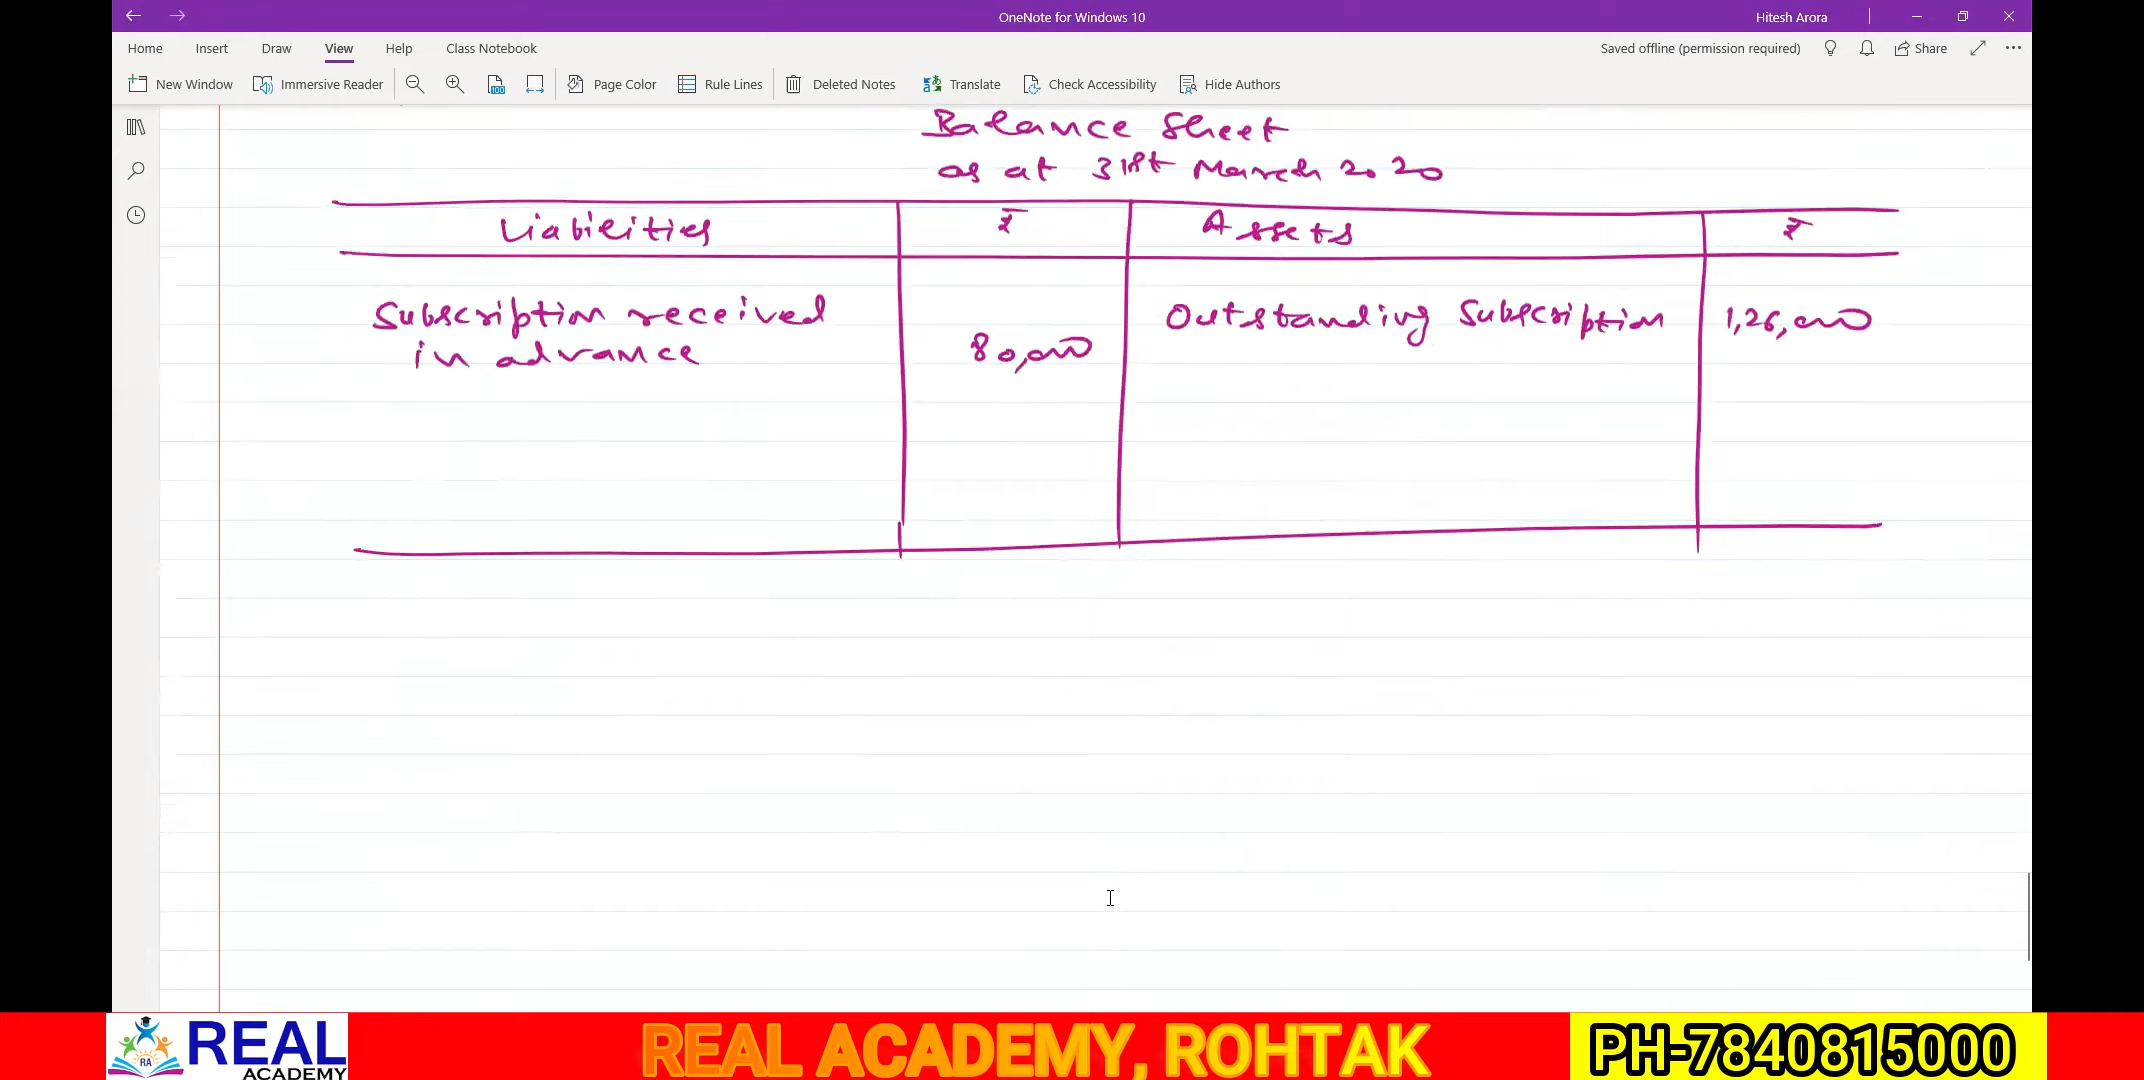 OneNote for Windows 10
Hitesh Arora
Home Insert Draw View Help Class Notebook
Saved offline (permission required) Share
New Window Immersive Reader 100 Page Color Rule Lines Deleted Notes Translate Check Accessibility Hide Authors
Balance Sheet
as at 31st March 2020
Liabilities ₹ Assets ₹
Subscription received
in advance 80,000
Outstanding Subscription 1,26,000
RA REAL
ACADEMY
REAL ACADEMY, ROHTAK
PH-7840815000